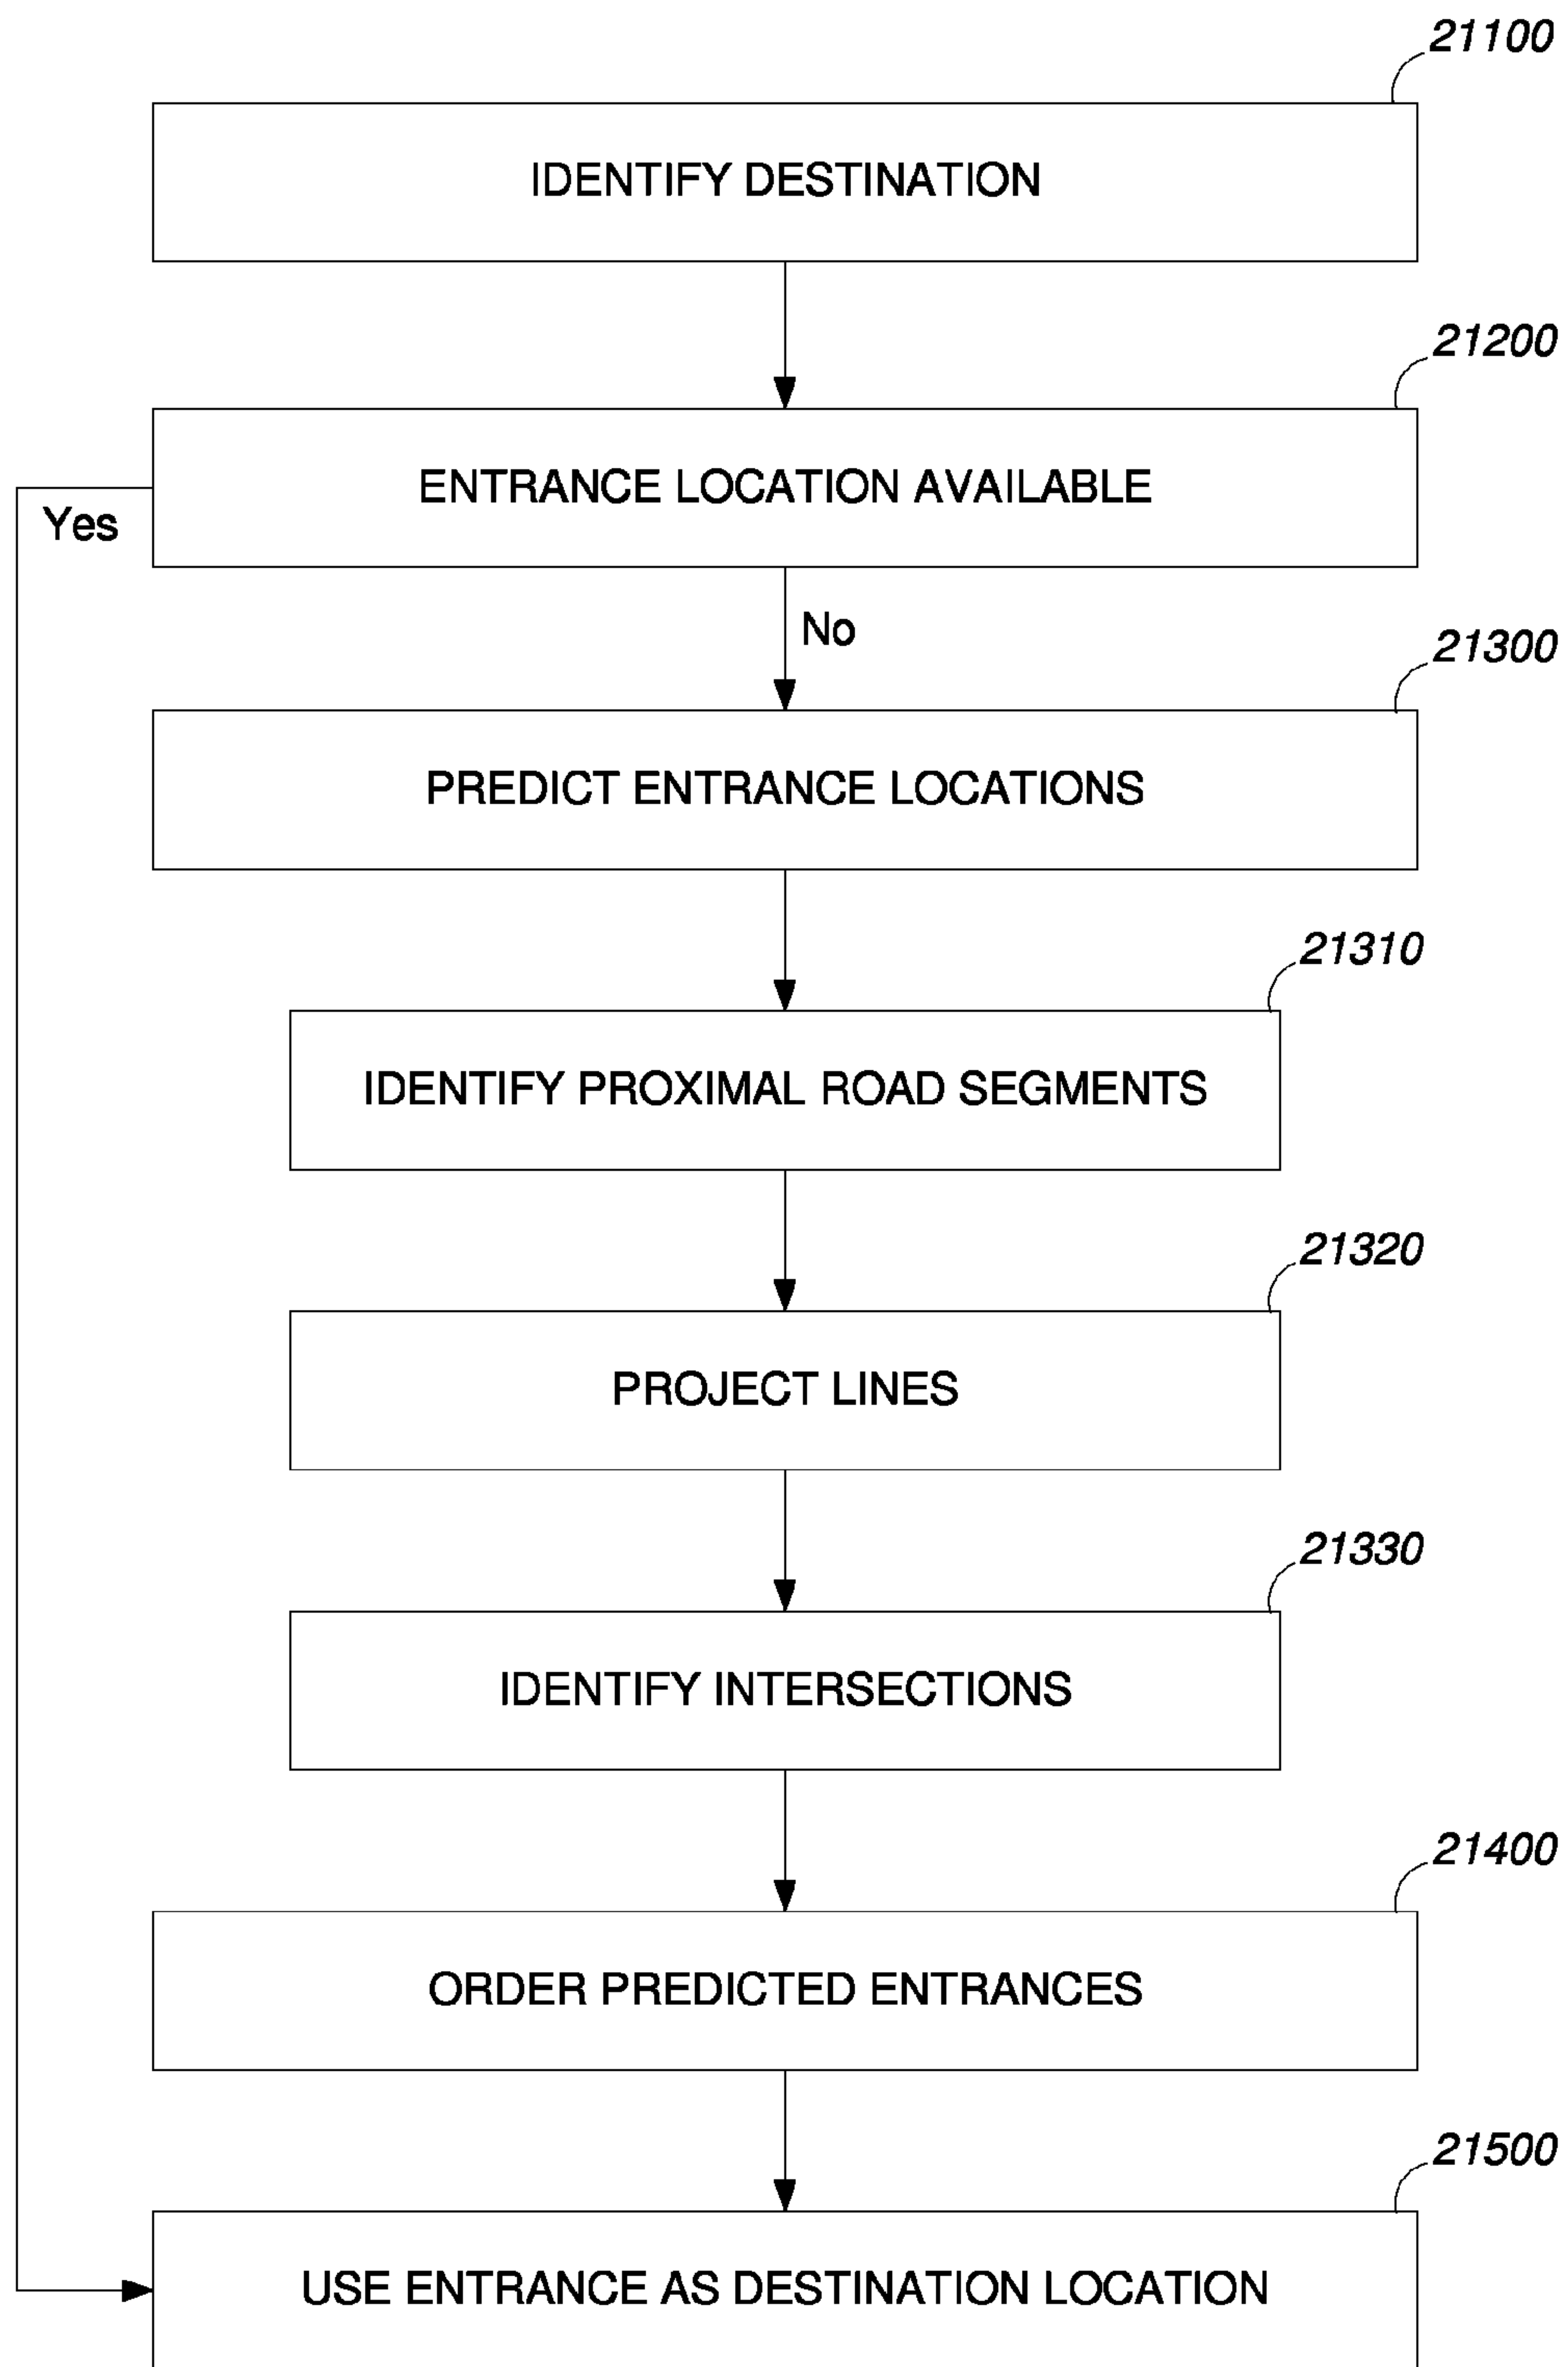 21100
IDENTIFY DESTINATION
21200
ENTRANCE LOCATION AVAILABLE
Yes
No
21300
PREDICT ENTRANCE LOCATIONS
21310
IDENTIFY PROXIMAL ROAD SEGMENTS
21320
PROJECT LINES
21330
IDENTIFY INTERSECTIONS
21400
ORDER PREDICTED ENTRANCES
21500
USE ENTRANCE AS DESTINATION LOCATION